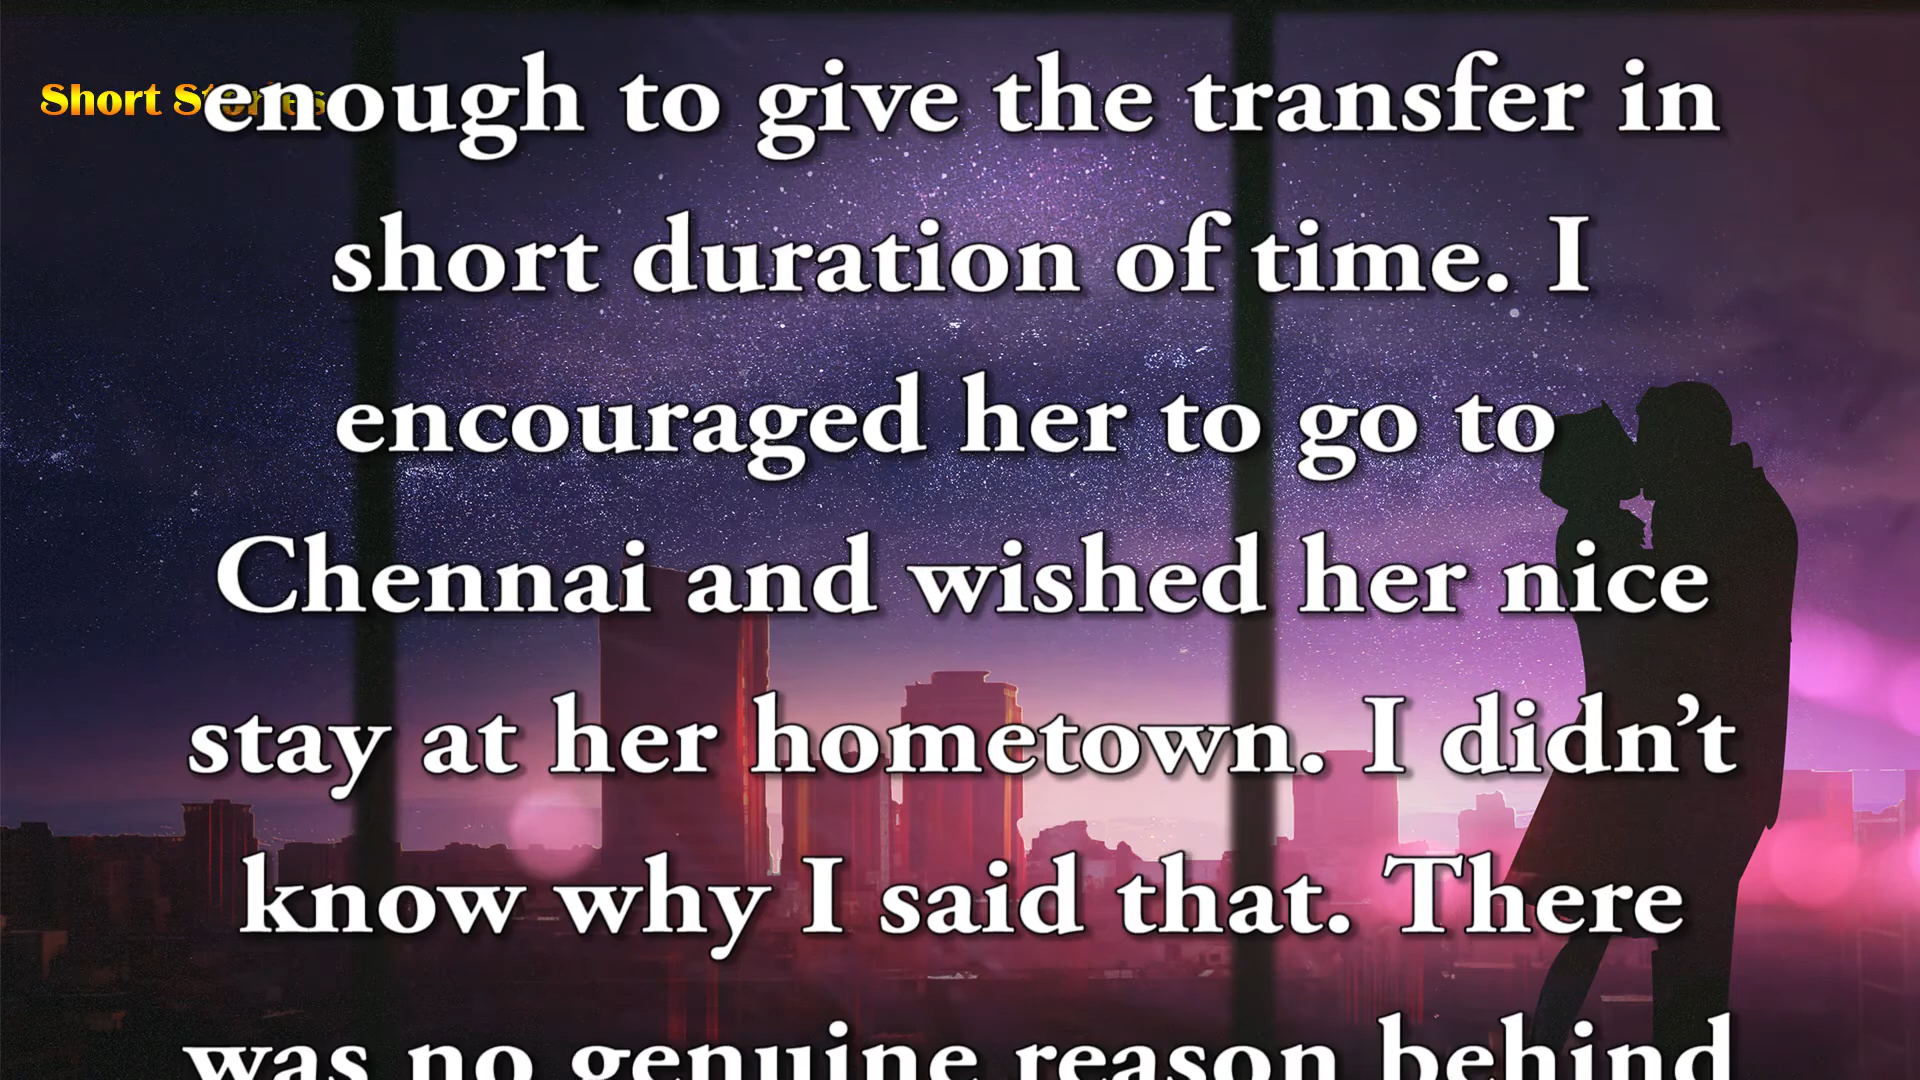 Short Stories
enough to give the transfer in
short duration of time. I
encouraged her to go to
Chennai and wished her nice
stay at her hometown. I didn’t
know why I said that. There
was no genuine reason behind